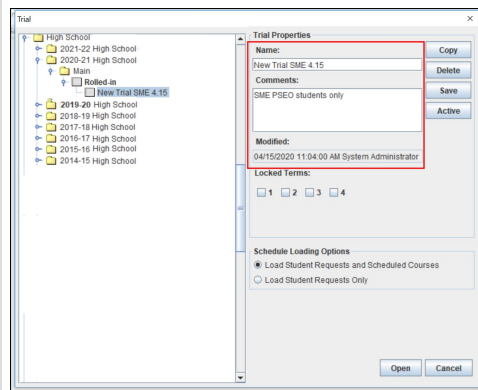 Trial
High School
2021-22 High School
2020-21 High School
Main
Rolled-in
New Trial SME 4.15
2019-20 High School
2018-19 High School
2017-18 High School
2016-17 High School
2015-16 High School
2014-15 High School
Trial Properties
Name:
New Trial SME 4.15
Comments:
SME PSEO students only
Modified:
04/15/2020 11:04:00 AM System Administrator
Locked Terms:
1 2 3 4
Copy
Delete
Save
Active
Schedule Loading Options
Load Student Requests and Scheduled Courses
Load Student Requests Only
Open Cancel